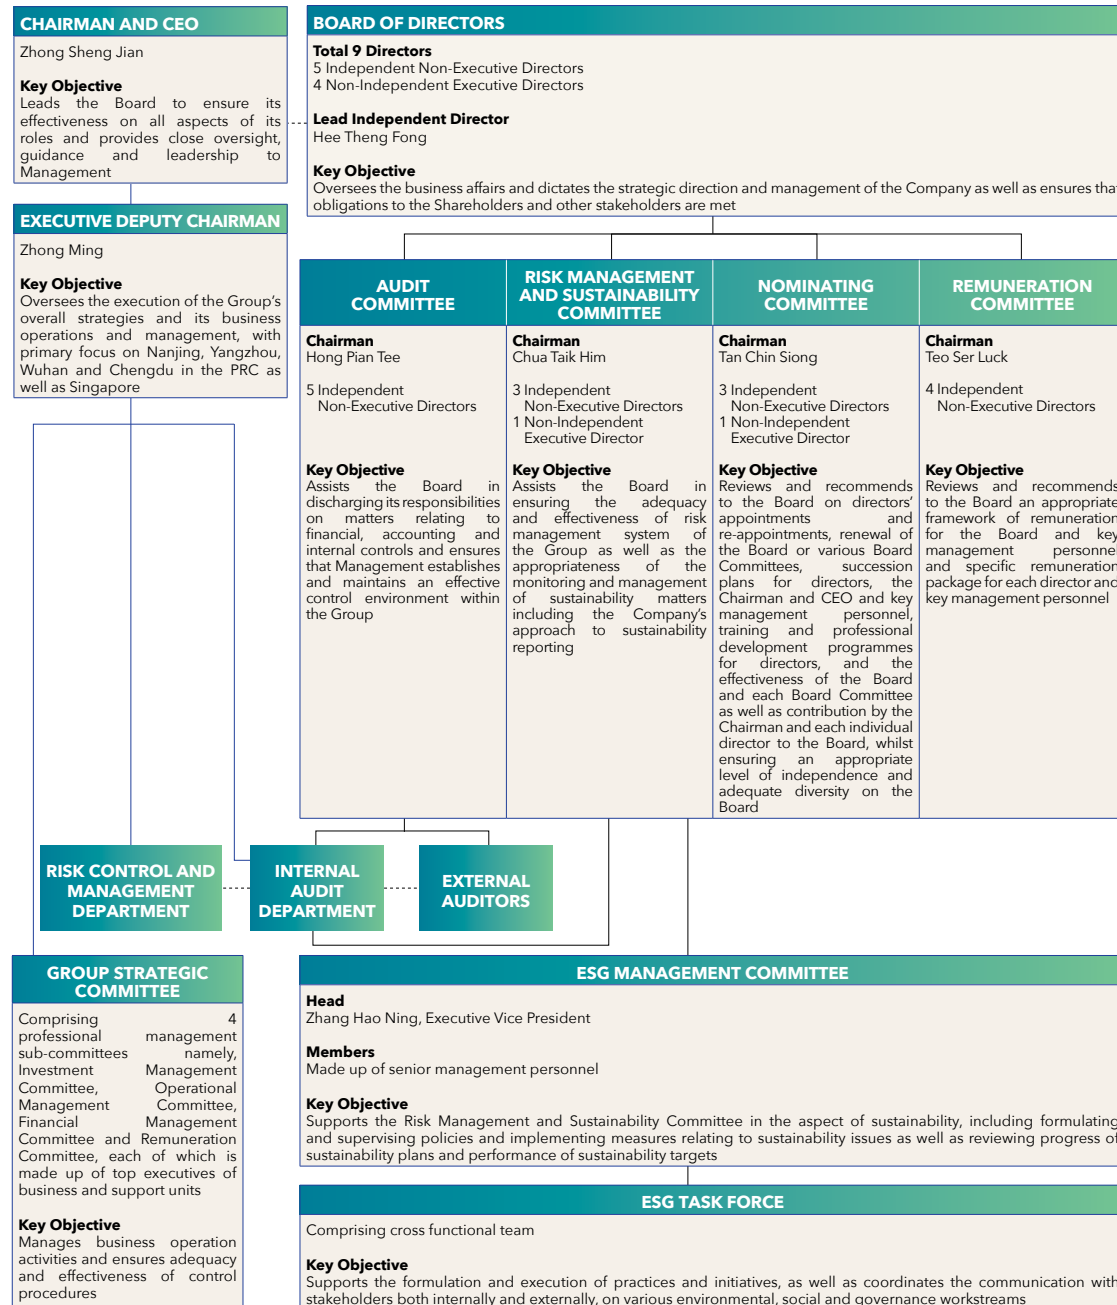 CHAIRMAN AND CEO
Zhong Sheng Jian
Key Objective
Leads the Board to ensure its
effectiveness on all aspects of its
roles and provides close oversight,
guidance and leadership to
Management
BOARD OF DIRECTORS
Total 9 Directors
5 Independent Non-Executive Directors
4 Non-Independent Executive Directors
Lead Independent Director
Hee Theng Fong
Key Objective
Oversees the business affairs and dictates the strategic direction and management of the Company as well as ensures that
obligations to the Shareholders and other stakeholders are met
EXECUTIVE DEPUTY CHAIRMAN
Zhong Ming
Key Objective
Oversees the execution of the Group's
overall strategies and its business
operations and management, with
primary focus on Nanjing, Yangzhou,
Wuhan and Chengdu in the PRC as
well as Singapore
AUDIT
COMMITTEE
Chairman
Hong Pian Tee
5 Independent
Non-Executive Directors
Key Objective
Assists the Board in
discharging its responsibilities
on matters relating to
financial, accounting and
internal controls and ensures
that Management establishes
and maintains an effective
control environment within
the Group
RISK MANAGEMENT
AND SUSTAINABILITY
COMMITTEE
Chairman
Chua Taik Him
3 Independent
Non-Executive Directors
1 Non-Independent
Executive Director
Key Objective
Assists the Board in
ensuring the adequacy
and effectiveness of risk
management system of
the Group as well as the
appropriateness of the
monitoring and management
of sustainability matters
including the Company's
approach to sustainability
reporting
NOMINATING
COMMITTEE
Chairman
Tan Chin Siong
3 Independent
Non-Executive Directors
1 Non-Independent
Executive Director
Key Objective
Reviews and recommends
to the Board on directors'
appointments and
re-appointments, renewal of
the Board or various Board
Committees, succession
plans for directors, the
Chairman and CEO and key
management personnel,
training and professional
development programmes
for directors, and the
effectiveness of the Board
and each Board Committee
as well as contribution by the
Chairman and each individual
director to the Board, whilst
ensuring an appropriate
level of independence and
adequate diversity on the
Board
REMUNERATION
COMMITTEE
Chairman
Teo Ser Luck
4 Independent
Non-Executive Directors
Key Objective
Reviews and recommends
to the Board an appropriate
framework of remuneration
for the Board and key
management personnel
and specific remuneration
package for each director and
key management personnel
RISK CONTROL AND
MANAGEMENT
DEPARTMENT
INTERNAL
AUDIT
DEPARTMENT
EXTERNAL
AUDITORS
GROUP STRATEGIC
COMMITTEE
Comprising 4
professional management
sub-committees namely,
Investment Management
Committee, Operational
Management Committee,
Financial Management
Committee and Remuneration
Committee, each of which is
made up of top executives of
business and support units
Key Objective
Manages business operation
activities and ensures adequacy
and effectiveness of control
procedures
ESG MANAGEMENT COMMITTEE
Head
Zhang Hao Ning, Executive Vice President
Members
Made up of senior management personnel
Key Objective
Supports the Risk Management and Sustainability Committee in the aspect of sustainability, including formulating
and supervising policies and implementing measures relating to sustainability issues as well as reviewing progress of
sustainability plans and performance of sustainability targets
ESG TASK FORCE
Comprising cross functional team
Key Objective
Supports the formulation and execution of practices and initiatives, as well as coordinates the communication with
stakeholders both internally and externally, on various environmental, social and governance workstreams